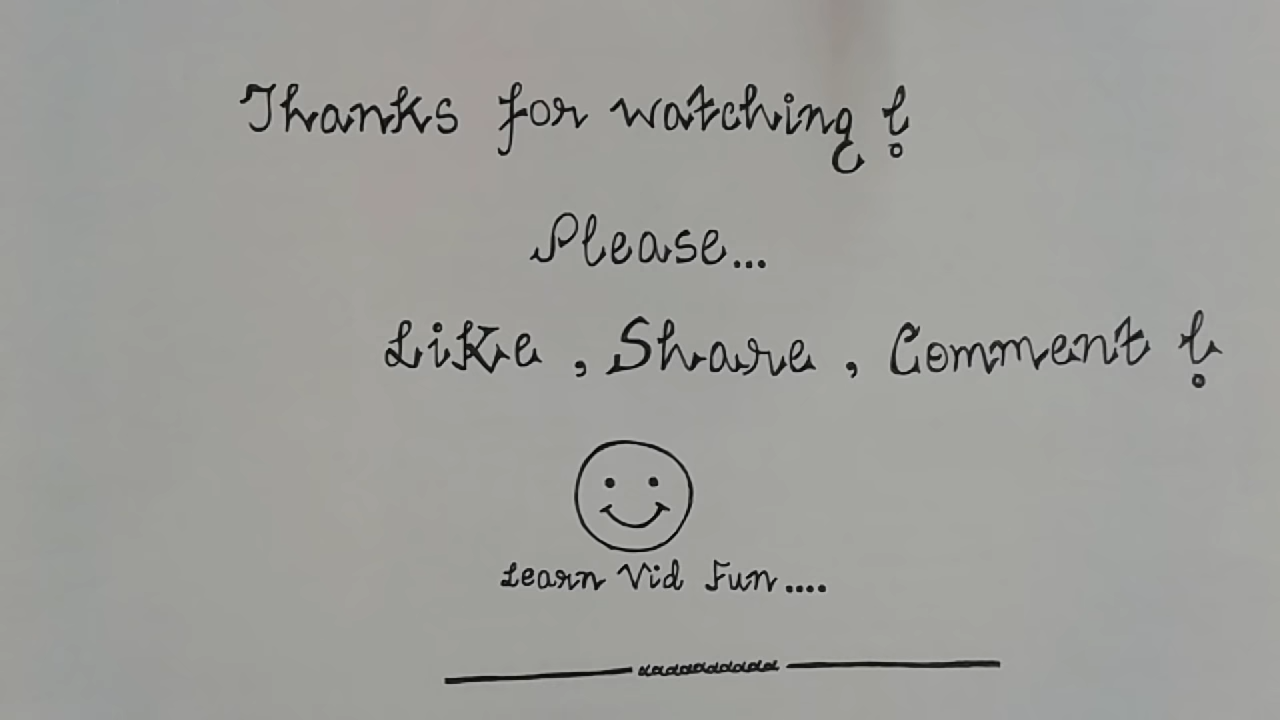 Thanks for watching !
Please...
Like , Share , Comment !
Learn Vid Fun....